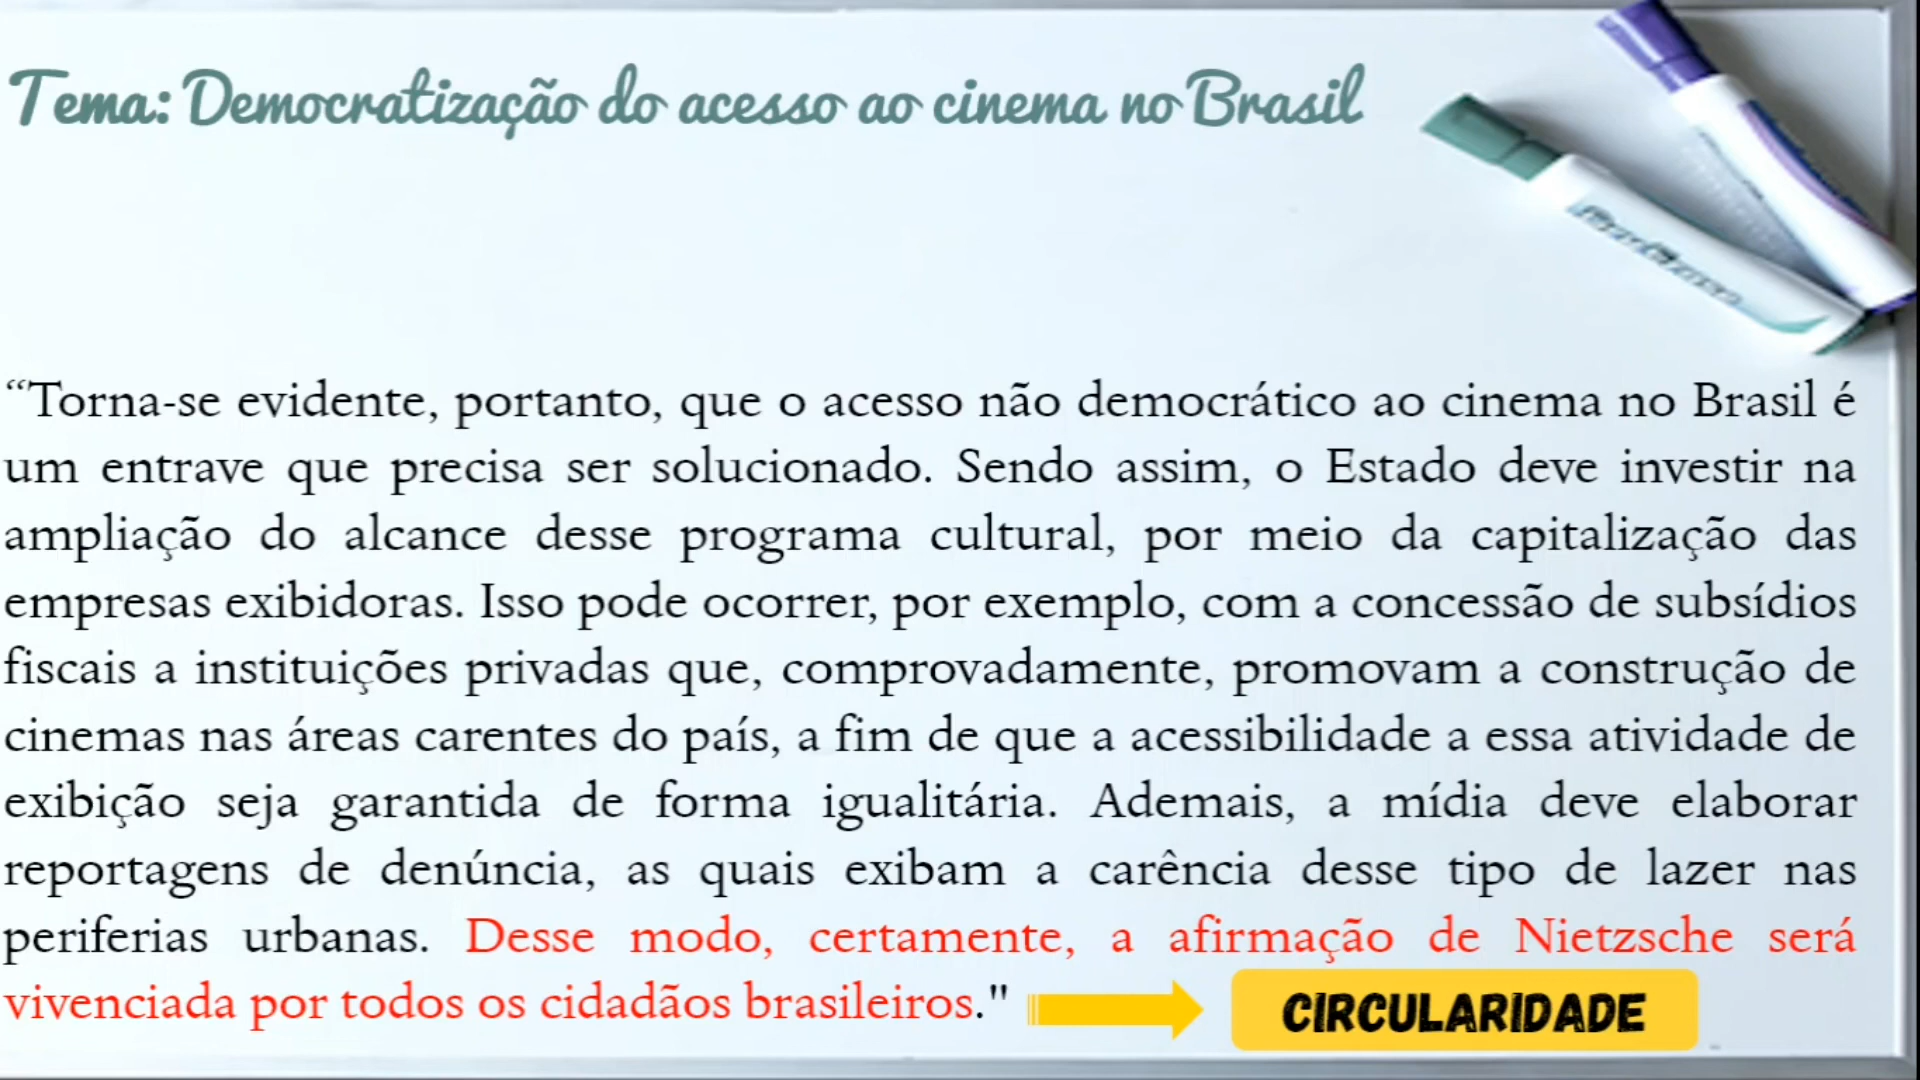 Tema: Democratização do acesso ao cinema no Brasil
“Torna-se evidente, portanto, que o acesso não democrático ao cinema no Brasil é
um entrave que precisa ser solucionado. Sendo assim, o Estado deve investir na
ampliação do alcance desse programa cultural, por meio da capitalização das
empresas exibidoras. Isso pode ocorrer, por exemplo, com a concessão de subsídios
fiscais a instituições privadas que, comprovadamente, promovam a construção de
cinemas nas áreas carentes do país, a fim de que a acessibilidade a essa atividade de
exibição seja garantida de forma igualitária. Ademais, a mídia deve elaborar
reportagens de denúncia, as quais exibam a carência desse tipo de lazer nas
periferias urbanas. Desse modo, certamente, a afirmação de Nietzsche será
vivenciada por todos os cidadãos brasileiros."
CIRCULARIDADE